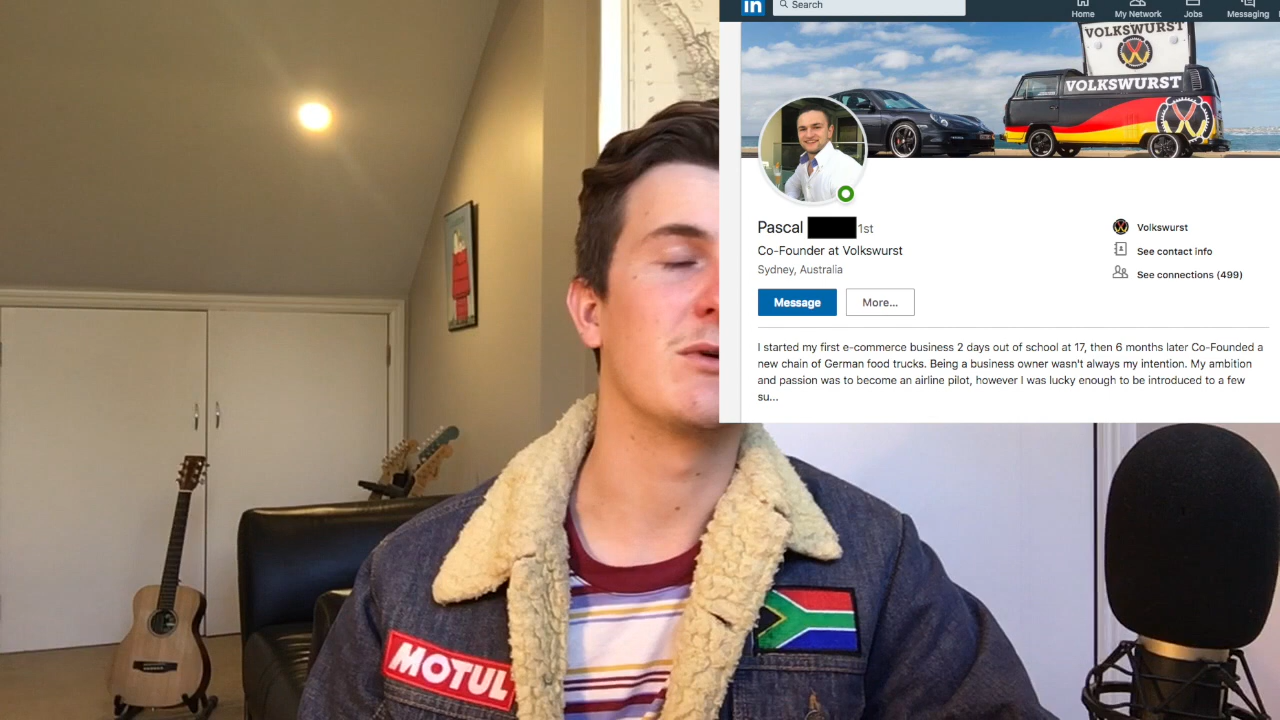 in
Search
Home
My Network
Jobs
Messaging
VOLKSWURST
VOLKSWURST
Pascal
1st
Co-Founder at Volkswurst
Sydney, Australia
Volkswurst
See contact info
See connections (499)
Message
More...
I started my first e-commerce business 2 days out of school at 17, then 6 months later Co-Founded a
new chain of German food trucks. Being a business owner wasn't always my intention. My ambition
and passion was to become an airline pilot, however I was lucky enough to be introduced to a few
su...
MOTUL